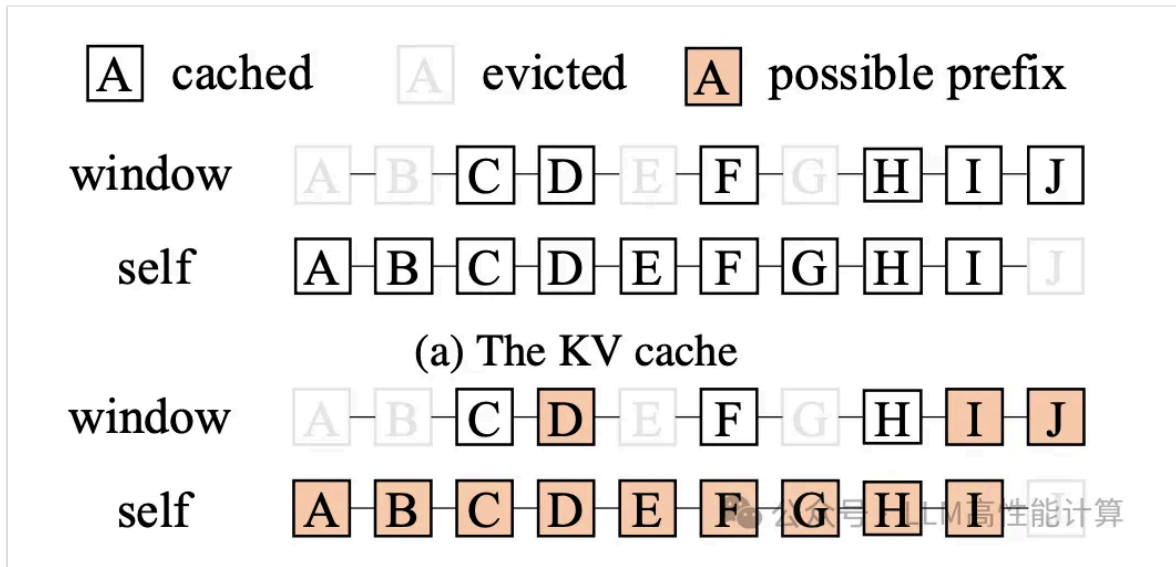 A cached A evicted A possible prefix
window A B C D E F G H I J
self A B C D E F G H I J
(a) The KV cache
window A B C D E F G H I J
self A B C D E F G H I J
公众号 · LLM高性能计算